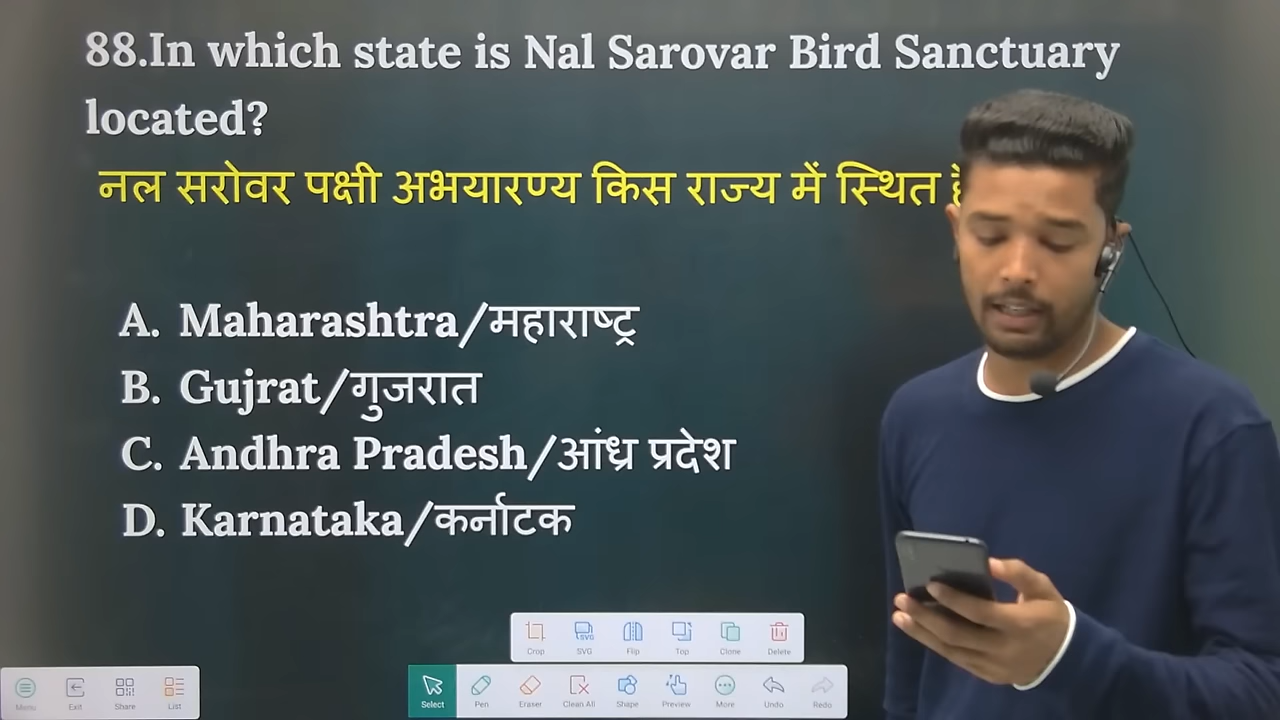 88.In which state is Nal Sarovar Bird Sanctuary
located?
नल सरोवर पक्षी अभयारण्य किस राज्य में स्थित
A. Maharashtra/महाराष्ट्र
B. Gujrat/गुजरात
C. Andhra Pradesh/आंध्र प्रदेश
D. Karnataka/कर्नाटक
Crop SVG Flip Top Clone Delete
Menu Exit Share List Select Pen Eraser Clean All Shape Preview More Undo Redo